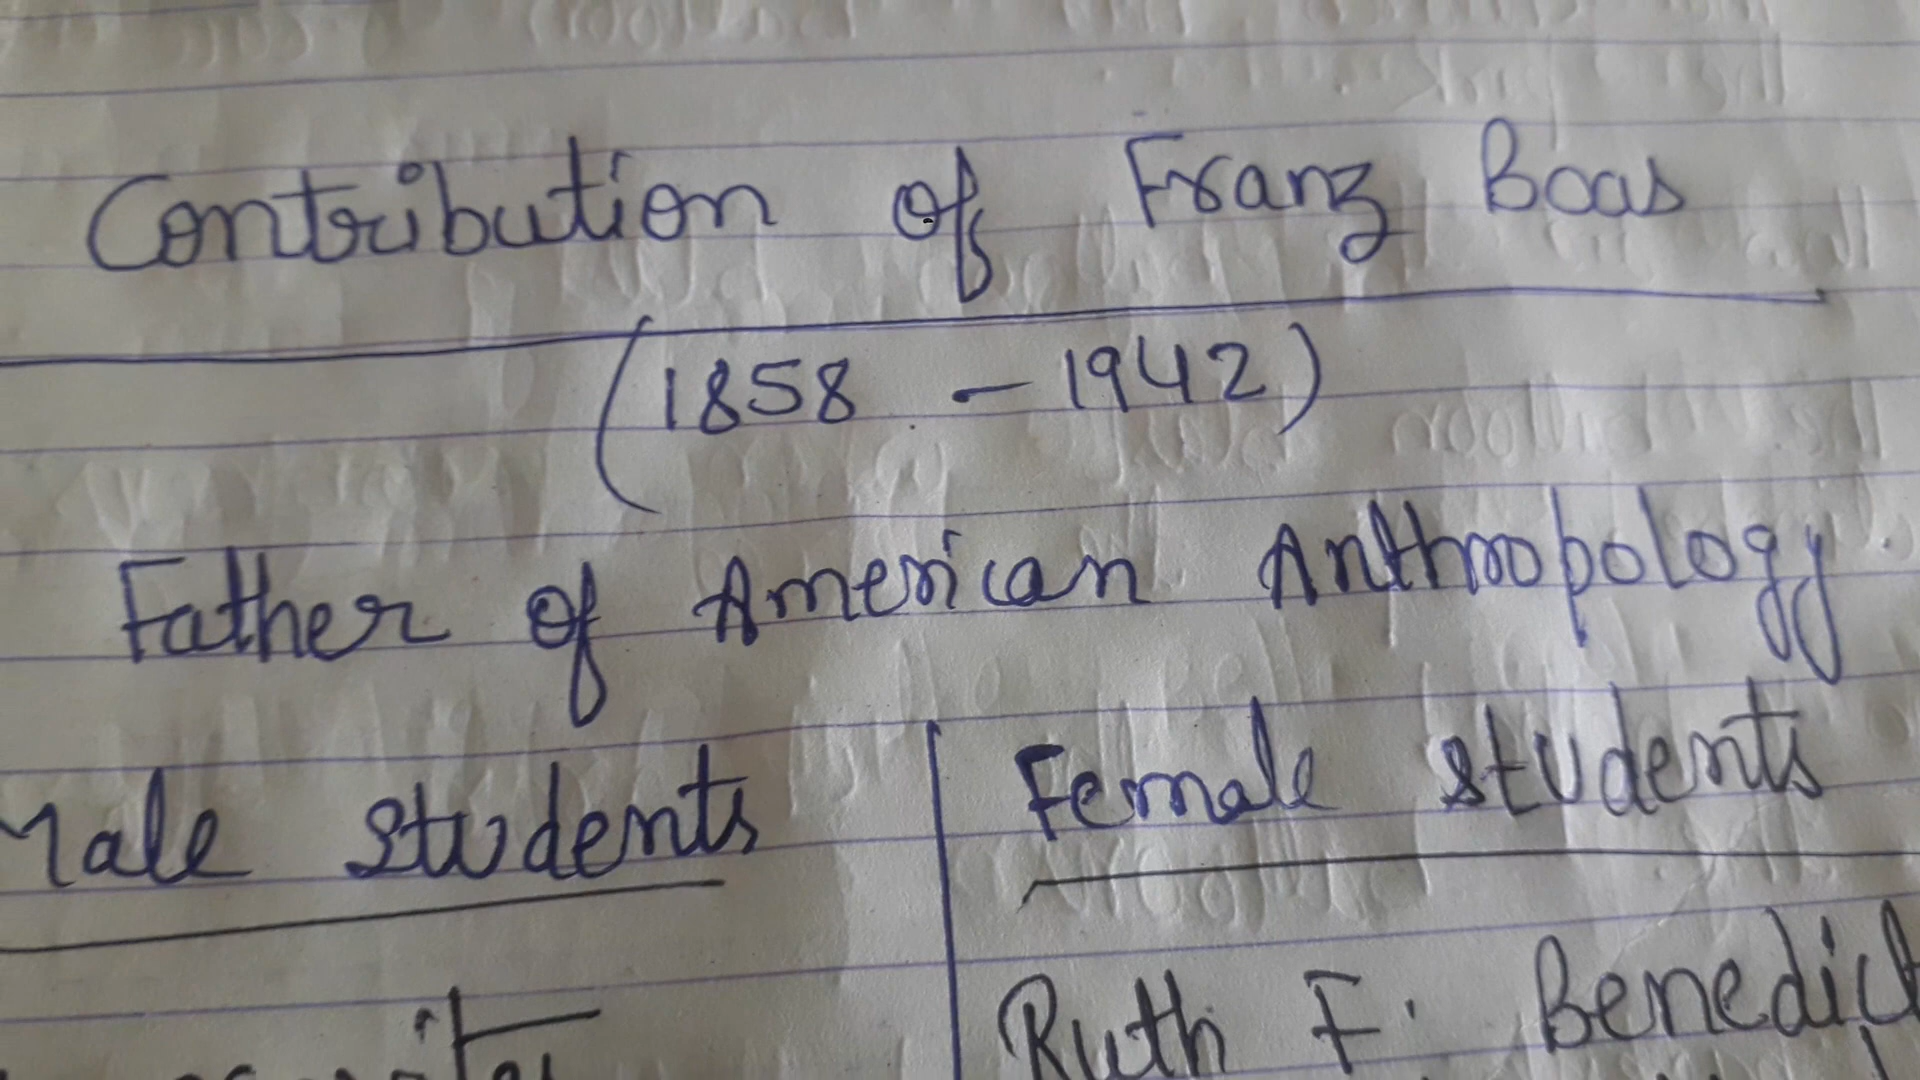 Contribution of Franz Boas
(1858 - 1942)
Father of American Anthropology
Male students
Female students
Ruth F. Benedict